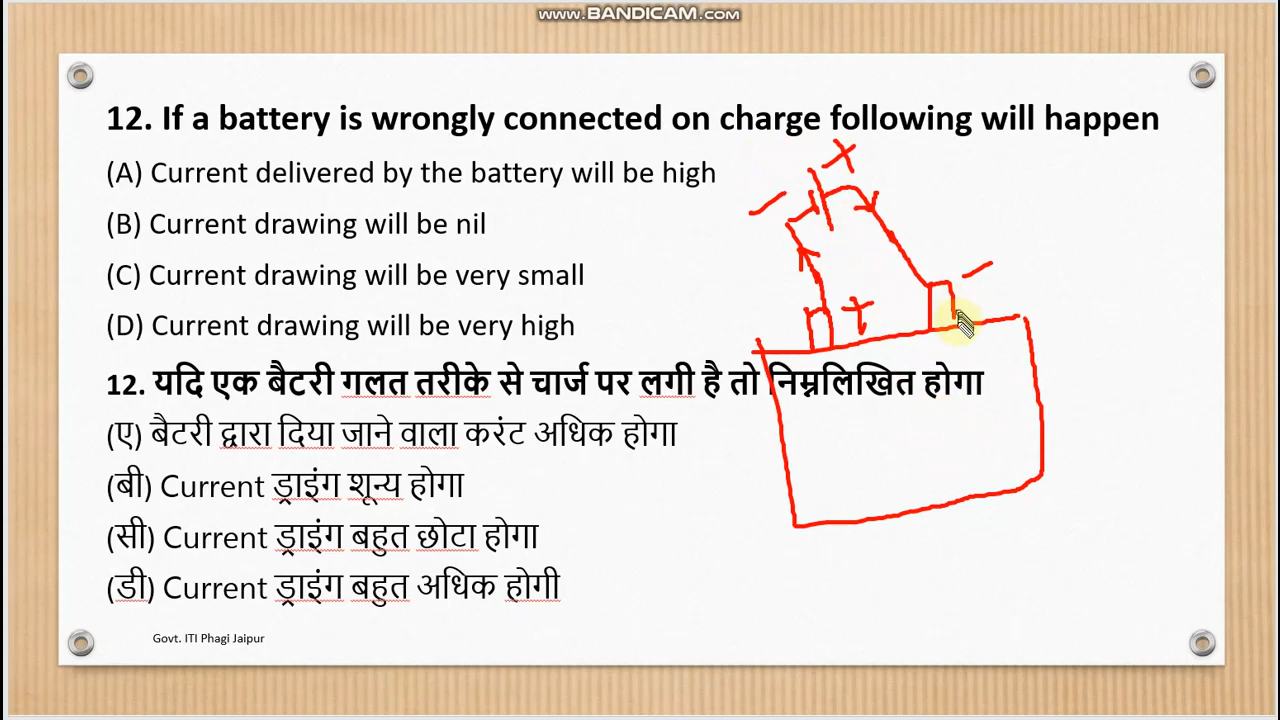 www.BANDICAM.com
12. If a battery is wrongly connected on charge following will happen
(A) Current delivered by the battery will be high
(B) Current drawing will be nil
(C) Current drawing will be very small
(D) Current drawing will be very high
12. यदि एक बैटरी गलत तरीके से चार्ज पर लगी है तो निम्नलिखित होगा
(ए) बैटरी द्वारा दिया जाने वाला करंट अधिक होगा
(बी) Current ड्राइंग शून्य होगा
(सी) Current ड्राइंग बहुत छोटा होगा
(डी) Current ड्राइंग बहुत अधिक होगी
Govt. ITI Phagi Jaipur
+
-
-
+